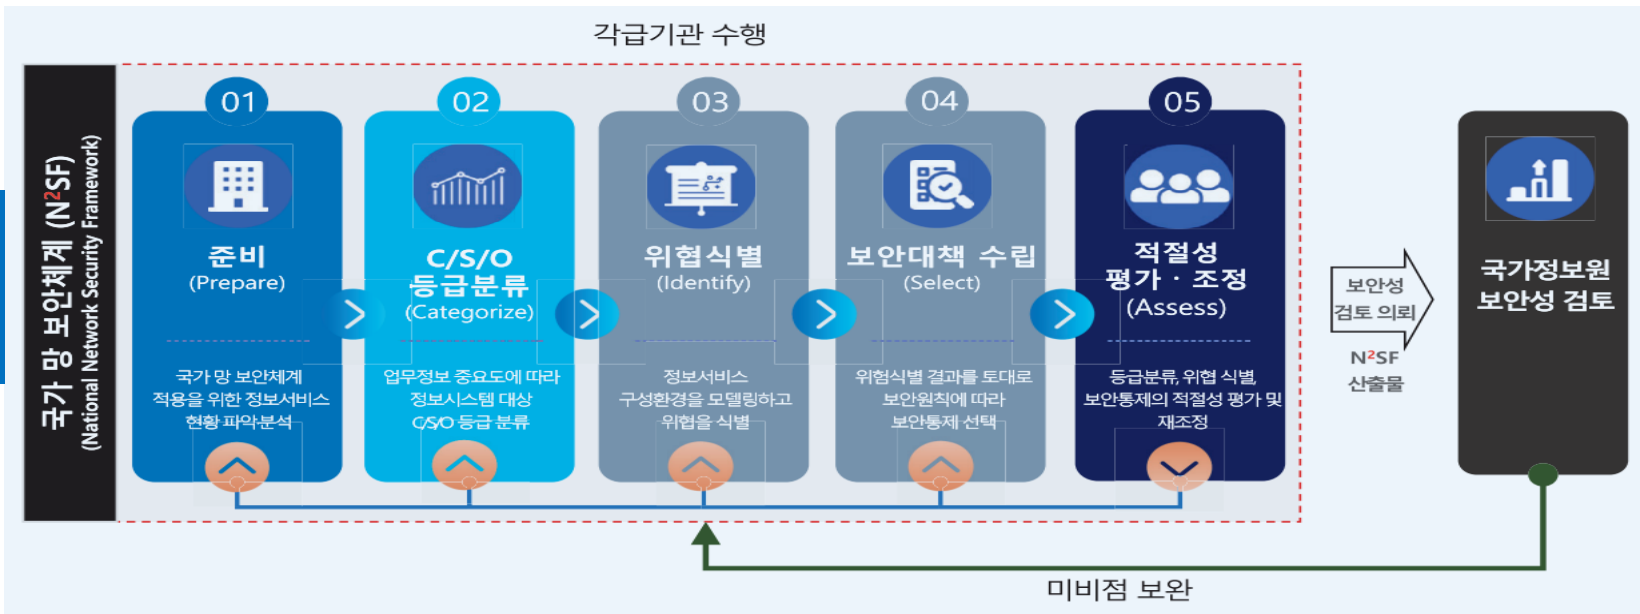 각급기관 수행
국가 망 보안체계 (N²SF)
(National Network Security Framework)
01
준비
(Prepare)
국가 망 보안체계
적용을 위한 정보서비스
현황 파악·분석
02
C/S/O
등급분류
(Categorize)
업무정보 중요도에 따라
정보시스템 대상
C/S/O 등급 분류
03
위협식별
(Identify)
정보서비스
구성환경을 모델링하고
위협을 식별
04
보안대책 수립
(Select)
위험식별 결과를 토대로
보안원칙에 따라
보안통제 선택
05
적절성
평가 · 조정
(Assess)
등급분류, 위협 식별,
보안통제의 적절성 평가 및
재조정
보안성
검토 의뢰
N²SF
산출물
국가정보원
보안성 검토
미비점 보완